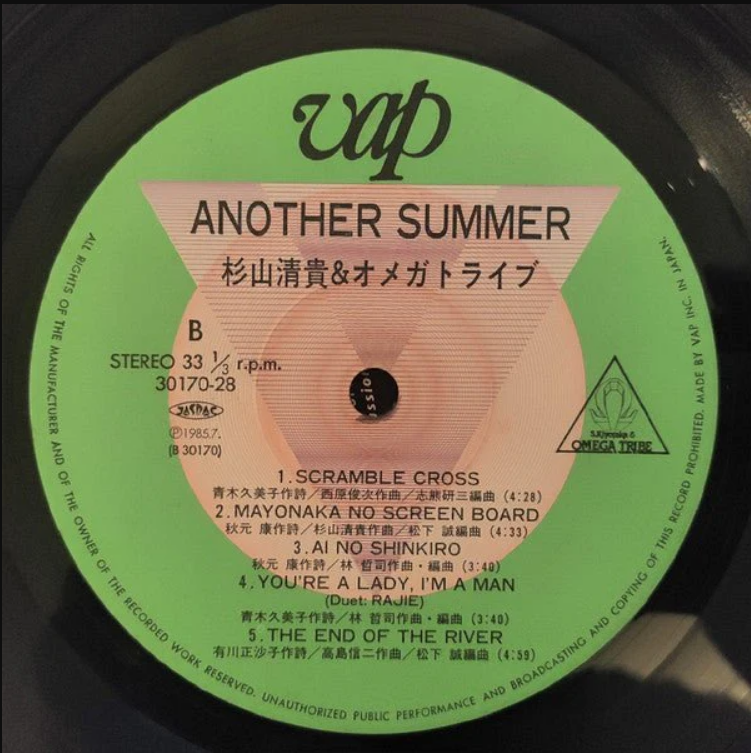 vap
ANOTHER SUMMER
杉山清貴&オメガトライブ
B
STEREO 33 1/3 r.p.m.
30170-28
JASRAC
Ⓟ1985.7.
(B 30170)
S.Kiyotaka &
OMEGA TRIBE
1. SCRAMBLE CROSS
青木久美子作詩/西原俊次作曲/志熊研三編曲 (4:28)
2. MAYONAKA NO SCREEN BOARD
秋元 康作詩/杉山清貴作曲/松下 誠編曲 (4:33)
3. AI NO SHINKIRO
秋元 康作詩/林 哲司作曲・編曲 (3:40)
4. YOU'RE A LADY, I'M A MAN
(Duet: RAJIE)
青木久美子作詩/林 哲司作曲・編曲 (3:40)
5. THE END OF THE RIVER
有川正沙子作詩/高島信二作曲/松下 誠編曲 (4:59)
ALL RIGHTS OF THE MANUFACTURER AND OF THE OWNER OF THE RECORDED WORK RESERVED. UNAUTHORIZED PUBLIC PERFORMANCE AND BROADCASTING AND COPYING OF THIS RECORD PROHIBITED. MADE BY VAP INC. IN JAPAN.